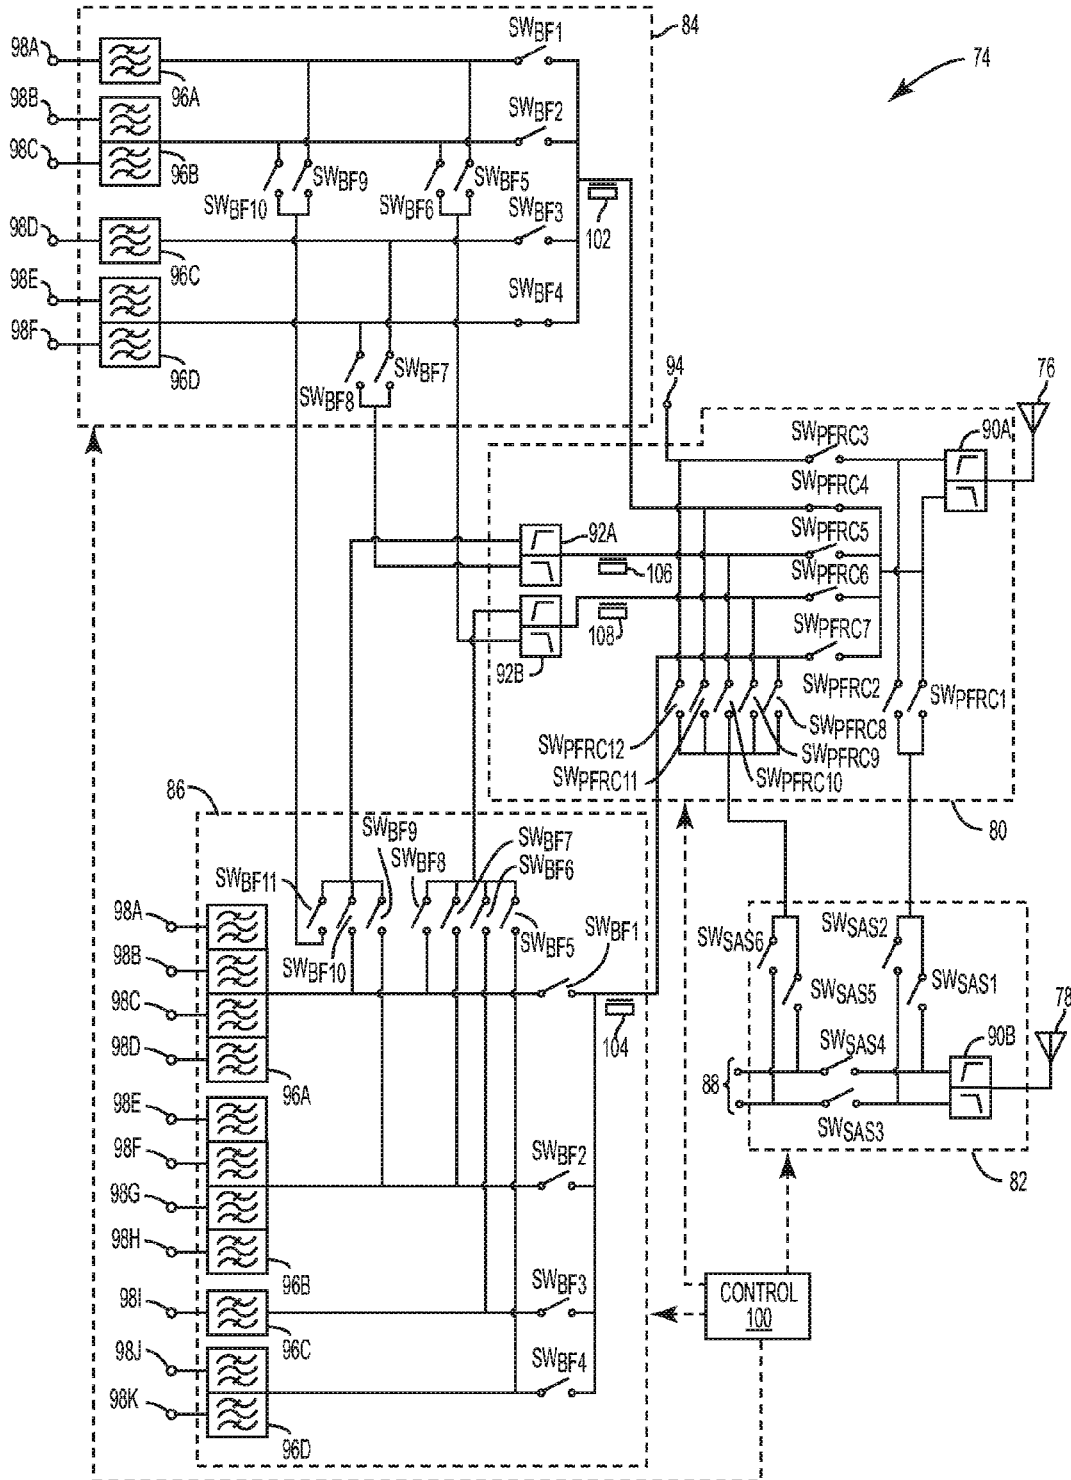 98A
98B
98C
98D
98E
98F
96A
96B
96C
96D
SWBF1
SWBF2
SWBF3
SWBF4
SWBF9
SWBF5
SWBF10
SWBF6
SWBF7
SWBF8
84
74
102
94
76
90A
SWPFRC3
SWPFRC4
SWPFRC5
SWPFRC6
SWPFRC7
92A
106
108
92B
SWPFRC2
SWPFRC1
SWPFRC8
SWPFRC12
SWPFRC9
SWPFRC11
SWPFRC10
80
86
SWBF9
SWBF7
SWBF8
SWBF6
SWBF11
SWBF5
SWBF1
SWBF10
98A
98B
98C
98D
96A
98E
98F
98G
98H
96B
98I
96C
98J
98K
96D
SWBF2
SWBF3
SWBF4
104
SWSAS6
SWSAS2
SWSAS5
SWSAS1
SWSAS4
SWSAS3
88
90B
78
82
CONTROL
100